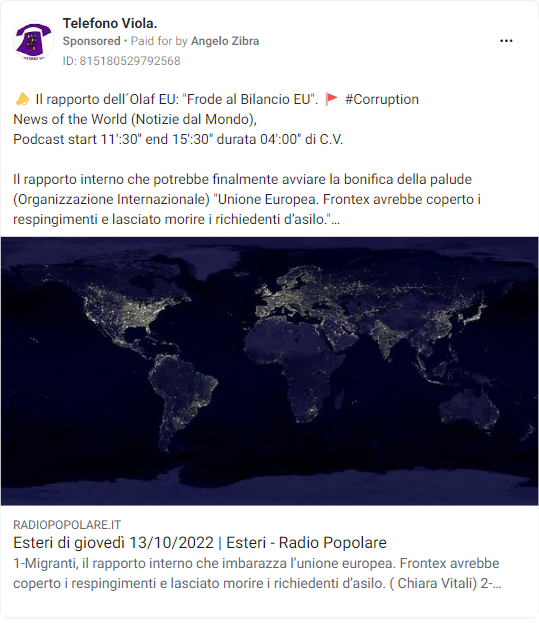 Telefono Viola.
Sponsored • Paid for by Angelo Zibra
ID: 815180529792568
Il rapporto dell´Olaf EU: "Frode al Bilancio EU". 🚩 #Corruption
News of the World (Notizie dal Mondo),
Podcast start 11':30" end 15':30" durata 04':00" di C.V.
Il rapporto interno che potrebbe finalmente avviare la bonifica della palude
(Organizzazione Internazionale) "Unione Europea. Frontex avrebbe coperto i
respingimenti e lasciato morire i richiedenti d’asilo."...
RADIOPOPOLARE.IT
Esteri di giovedì 13/10/2022 | Esteri - Radio Popolare
1-Migranti, il rapporto interno che imbarazza l’unione europea. Frontex avrebbe
coperto i respingimenti e lasciato morire i richiedenti d’asilo. ( Chiara Vitali) 2-...